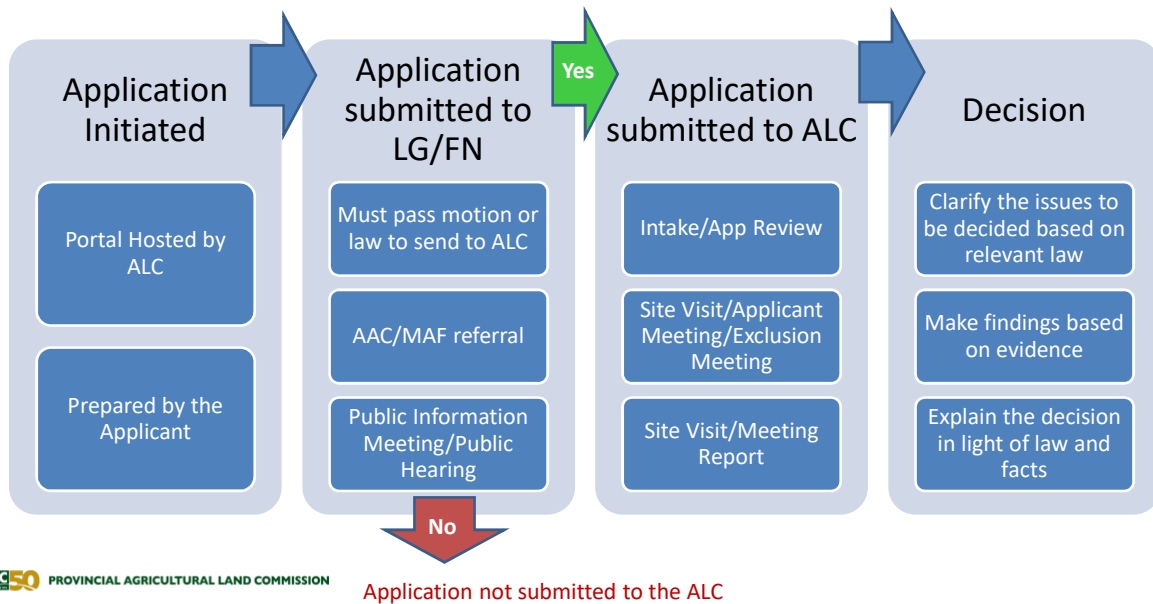 Application
Initiated
Portal Hosted by
ALC
Prepared by the
Applicant
Application
submitted to
LG/FN
Must pass motion or
law to send to ALC
AAC/MAF referral
Public Information
Meeting/Public
Hearing
No
Application not submitted to the ALC
Yes
Application
submitted to ALC
Intake/App Review
Site Visit/Applicant
Meeting/Exclusion
Meeting
Site Visit/Meeting
Report
Decision
Clarify the issues to
be decided based on
relevant law
Make findings based
on evidence
Explain the decision
in light of law and
facts
50 PROVINCIAL AGRICULTURAL LAND COMMISSION